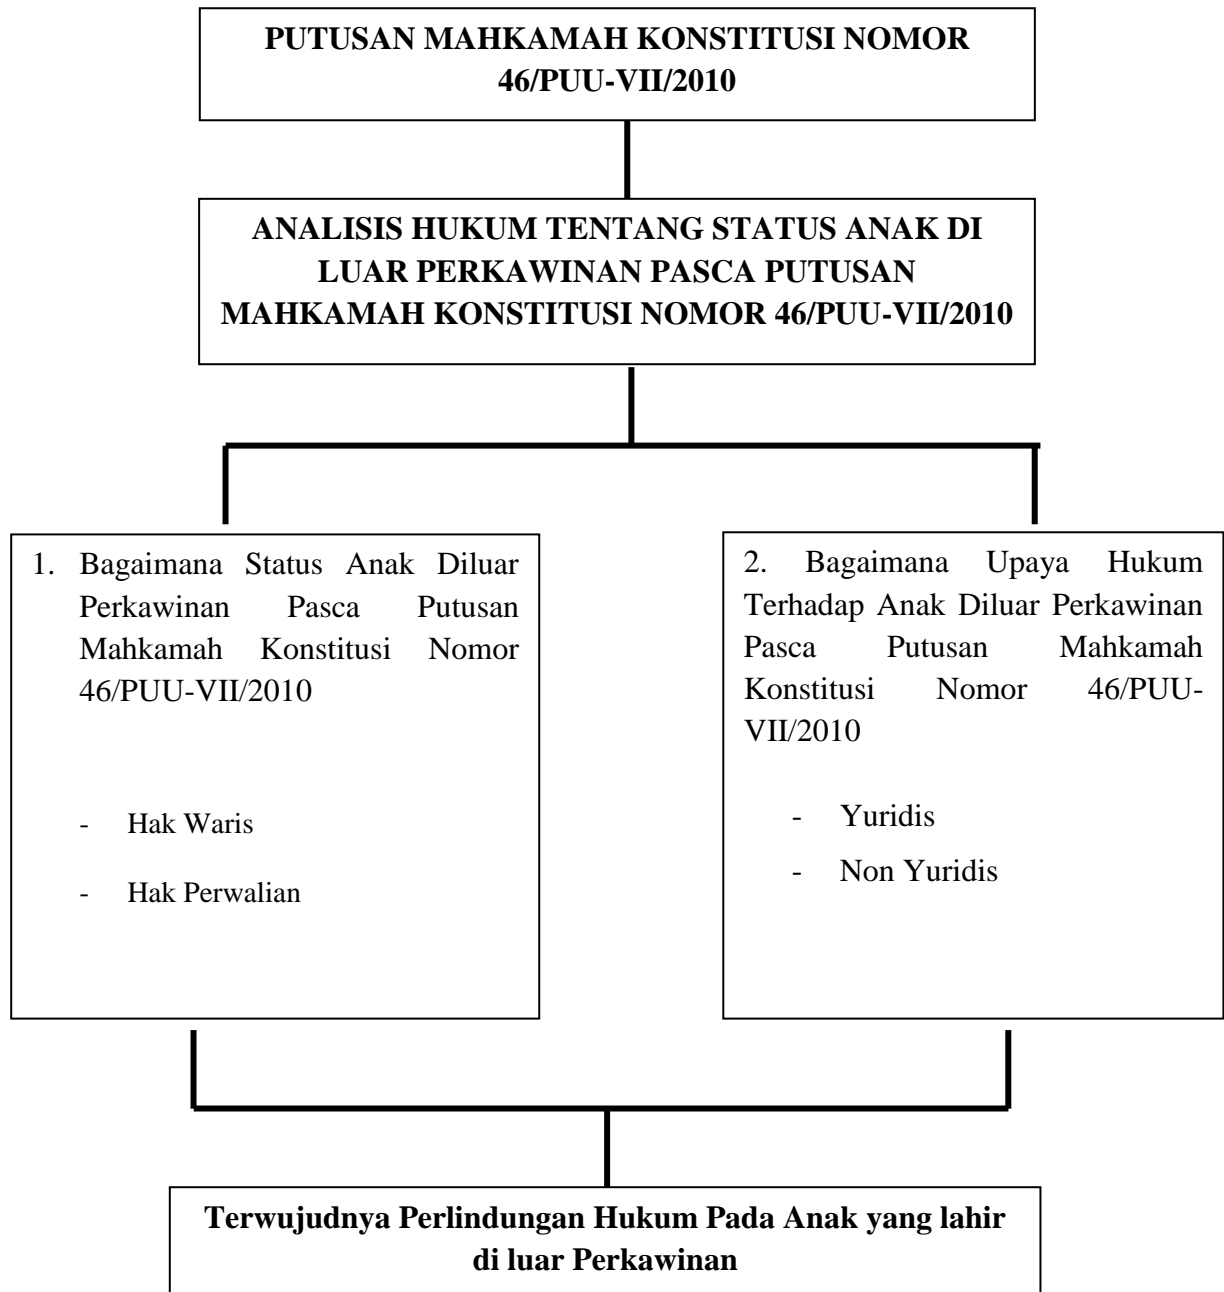 PUTUSAN MAHKAMAH KONSTITUSI NOMOR
46/PUU-VII/2010
ANALISIS HUKUM TENTANG STATUS ANAK DI
LUAR PERKAWINAN PASCA PUTUSAN
MAHKAMAH KONSTITUSI NOMOR 46/PUU-VII/2010
1. Bagaimana Status Anak Diluar
Perkawinan Pasca Putusan
Mahkamah Konstitusi Nomor
46/PUU-VII/2010
- Hak Waris
- Hak Perwalian
2. Bagaimana Upaya Hukum
Terhadap Anak Diluar Perkawinan
Pasca Putusan Mahkamah
Konstitusi Nomor 46/PUU-
VII/2010
- Yuridis
- Non Yuridis
Terwujudnya Perlindungan Hukum Pada Anak yang lahir
di luar Perkawinan